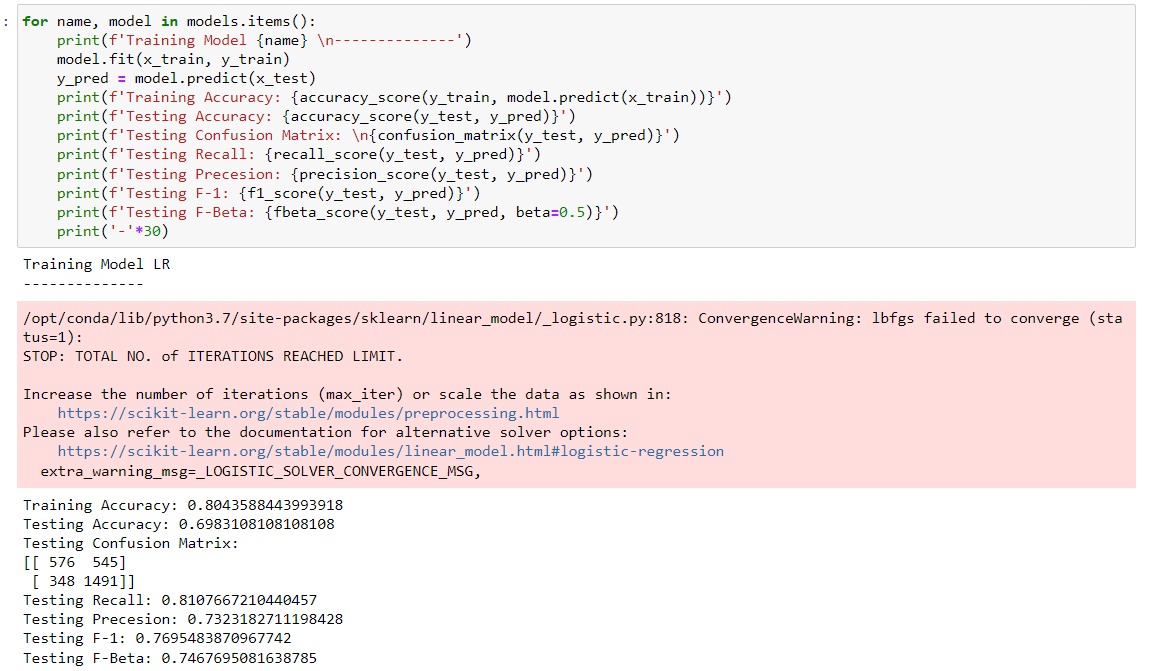 :
for name, model in models.items():
    print(f'Training Model {name} \n--------------')
    model.fit(x_train, y_train)
    y_pred = model.predict(x_test)
    print(f'Training Accuracy: {accuracy_score(y_train, model.predict(x_train))}')
    print(f'Testing Accuracy: {accuracy_score(y_test, y_pred)}')
    print(f'Testing Confusion Matrix: \n{confusion_matrix(y_test, y_pred)}')
    print(f'Testing Recall: {recall_score(y_test, y_pred)}')
    print(f'Testing Precesion: {precision_score(y_test, y_pred)}')
    print(f'Testing F-1: {f1_score(y_test, y_pred)}')
    print(f'Testing F-Beta: {fbeta_score(y_test, y_pred, beta=0.5)}')
    print('-'*30)
Training Model LR
--------------
/opt/conda/lib/python3.7/site-packages/sklearn/linear_model/_logistic.py:818: ConvergenceWarning: lbfgs failed to converge (sta
tus=1):
STOP: TOTAL NO. of ITERATIONS REACHED LIMIT.

Increase the number of iterations (max_iter) or scale the data as shown in:
    https://scikit-learn.org/stable/modules/preprocessing.html
Please also refer to the documentation for alternative solver options:
    https://scikit-learn.org/stable/modules/linear_model.html#logistic-regression
  extra_warning_msg=_LOGISTIC_SOLVER_CONVERGENCE_MSG,
Training Accuracy: 0.8043588443993918
Testing Accuracy: 0.6983108108108108
Testing Confusion Matrix:
[[ 576  545]
 [ 348 1491]]
Testing Recall: 0.8107667210440457
Testing Precesion: 0.7323182711198428
Testing F-1: 0.7695483870967742
Testing F-Beta: 0.7467695081638785